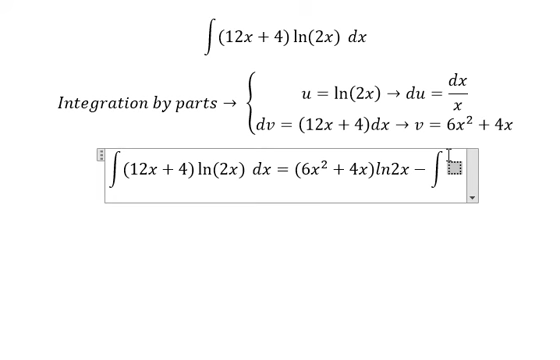 ∫(12x + 4) ln(2x) dx
Integration by parts → { u = ln(2x) → du = dx/x
dv = (12x + 4)dx → v = 6x² + 4x
∫(12x + 4) ln(2x) dx = (6x² + 4x)ln2x − ∫